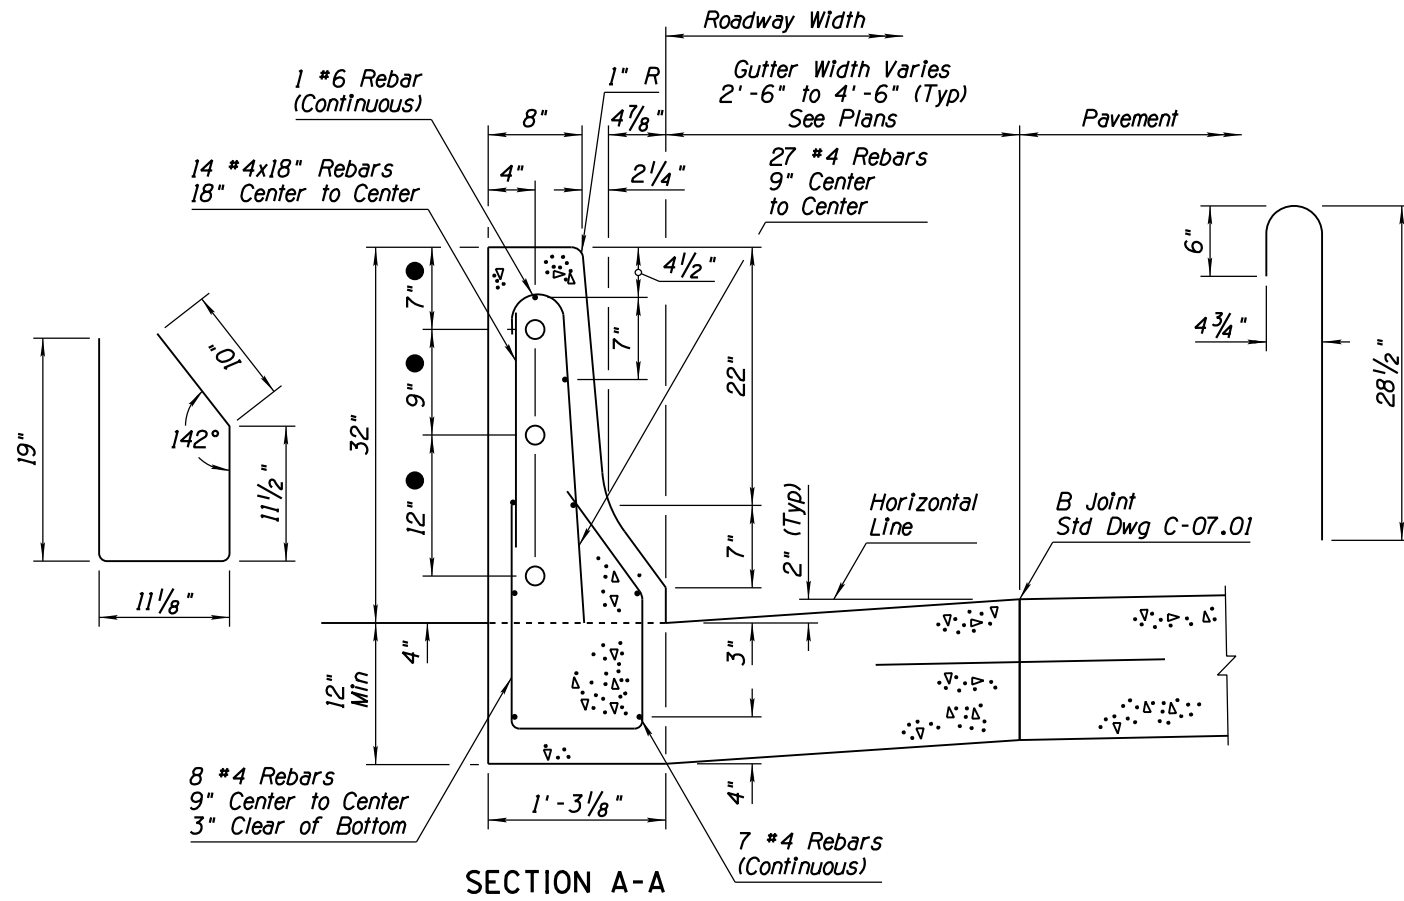 Roadway Width
1 #6 Rebar
(Continuous)
1" R
Gutter Width Varies
2'-6" to 4'-6" (Typ)
See Plans
8"
4 7/8"
Pavement
14 #4x18" Rebars
18" Center to Center
4"
2 1/4"
27 #4 Rebars
9" Center
to Center
6"
4 1/2"
7"
7"
4 3/4"
28 1/2"
10"
9"
22"
142°
19"
32"
11 1/2"
12"
7"
2" (Typ)
Horizontal
Line
B Joint
Std Dwg C-07.01
11 1/8"
4"
3"
12"
Min
8 #4 Rebars
9" Center to Center
3" Clear of Bottom
1'-3 1/8"
4"
7 #4 Rebars
(Continuous)
SECTION A-A